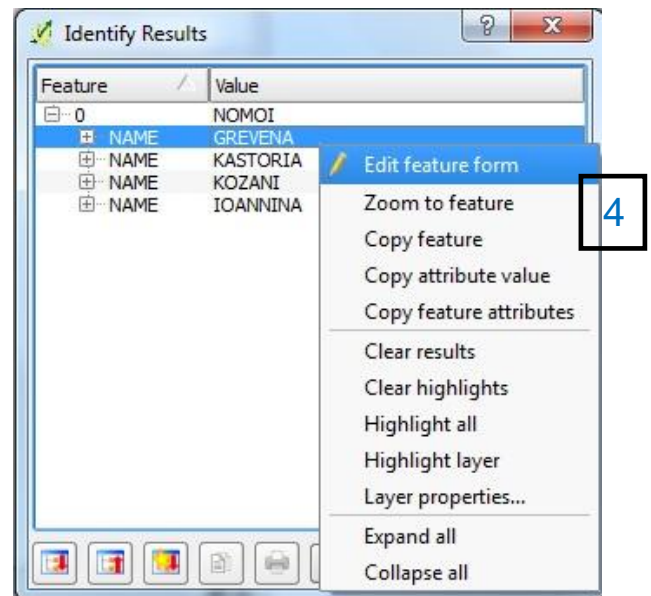 Identify Results
Feature Value
0 NOMOI
NAME GREVENA
NAME KASTORIA
NAME KOZANI
NAME IOANNINA
Edit feature form
Zoom to feature
Copy feature
Copy attribute value
Copy feature attributes
Clear results
Clear highlights
Highlight all
Highlight layer
Layer properties...
Expand all
Collapse all
4